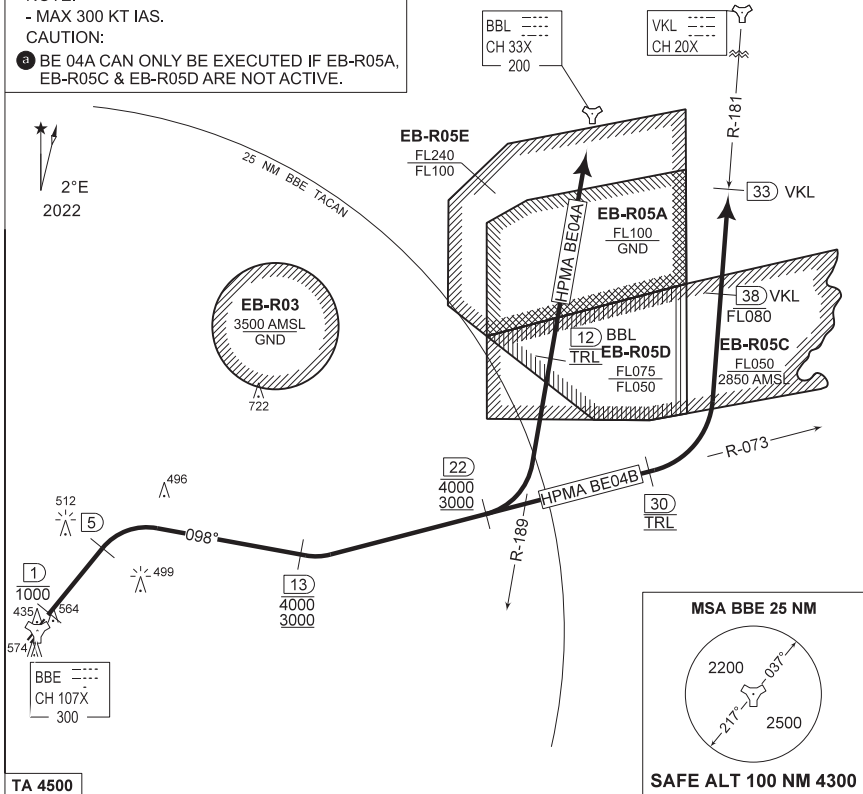 NOTE:
- MAX 300 KT IAS.
CAUTION:
a BE 04A CAN ONLY BE EXECUTED IF EB-R05A,
EB-R05C & EB-R05D ARE NOT ACTIVE.
BBL
CH 33X
200
VKL
CH 20X
R-181
2°E
2022
25 NM BBE TACAN
EB-R05E
FL240
FL100
EB-R05A
FL100
GND
33 VKL
HPMA BE04A
EB-R03
3500 AMSL
GND
722
38 VKL
FL080
12 BBL
TRL
EB-R05D
FL075
FL050
EB-R05C
FL050
2850 AMSL
R-073
22
4000
3000
HPMA BE04B
30
TRL
R-189
496
512
5
098°
499
13
4000
3000
1
1000
435
564
574
BBE
CH 107X
300
MSA BBE 25 NM
2200
037°
217°
2500
SAFE ALT 100 NM 4300
TA 4500